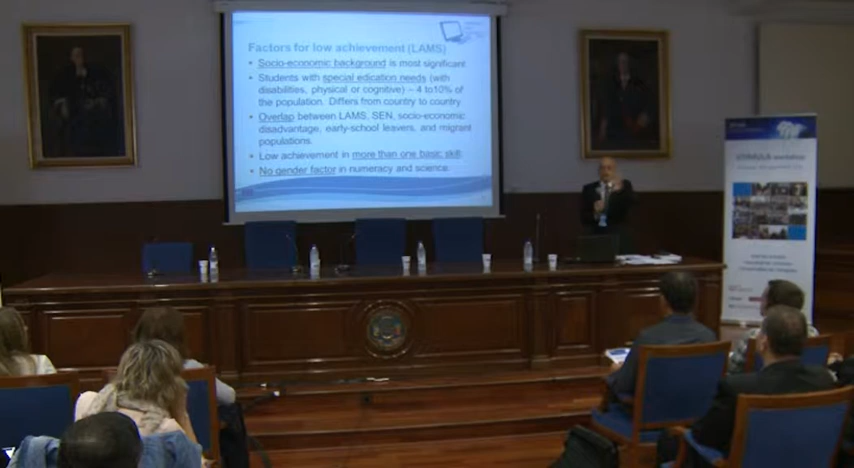 Factors for low achievement (LAMS)
• Socio-economic background is most significant
• Students with special edication needs (with
disabilities, physical or cognitive) – 4 to10% of
the population. Differs from country to country
• Overlap between LAMS, SEN, socio-economic
disadvantage, early-school leavers, and migrant
populations.
• Low achievement in more than one basic skill.
• No gender factor in numeracy and science.
workshop